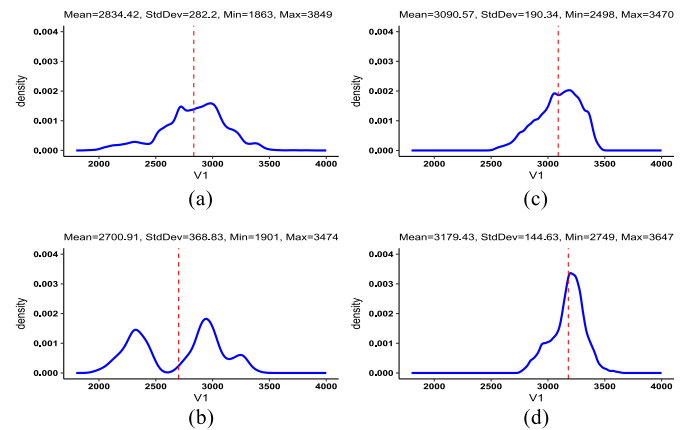 Mean=2834.42, StdDev=282.2, Min=1863, Max=3849
0.004
0.003
0.002
0.001
0.000
density
2000 2500 3000 3500 4000
V1
(a)
Mean=3090.57, StdDev=190.34, Min=2498, Max=3470
0.004
0.003
0.002
0.001
0.000
density
2000 2500 3000 3500 4000
V1
(c)
Mean=2700.91, StdDev=368.83, Min=1901, Max=3474
0.004
0.003
0.002
0.001
0.000
density
2000 2500 3000 3500 4000
V1
(b)
Mean=3179.43, StdDev=144.63, Min=2749, Max=3647
0.004
0.003
0.002
0.001
0.000
density
2000 2500 3000 3500 4000
V1
(d)